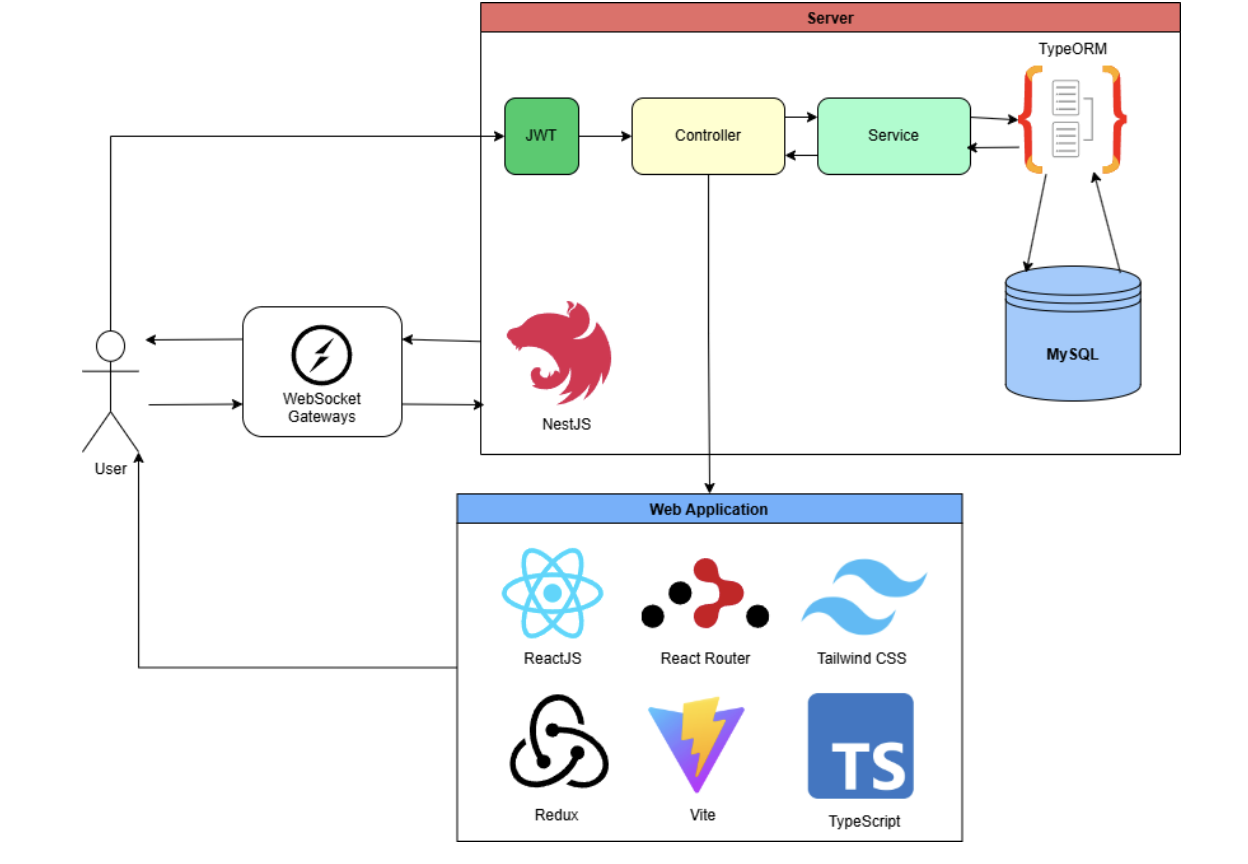 Server
TypeORM
JWT
Controller
Service
MySQL
WebSocket
Gateways
NestJS
User
Web Application
ReactJS
React Router
Tailwind CSS
TS
Redux
Vite
TypeScript